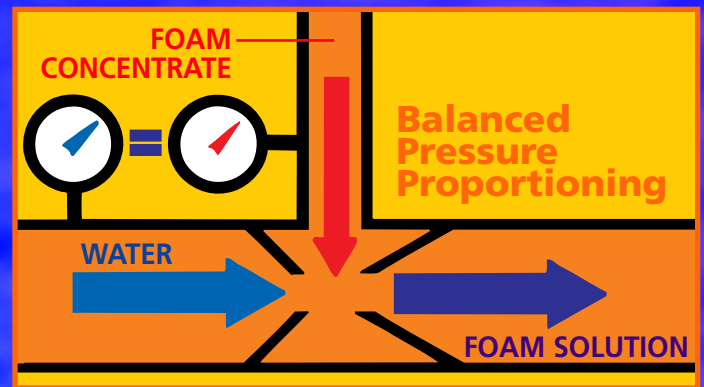 FOAM
CONCENTRATE
Balanced
Pressure
Proportioning
WATER
FOAM SOLUTION